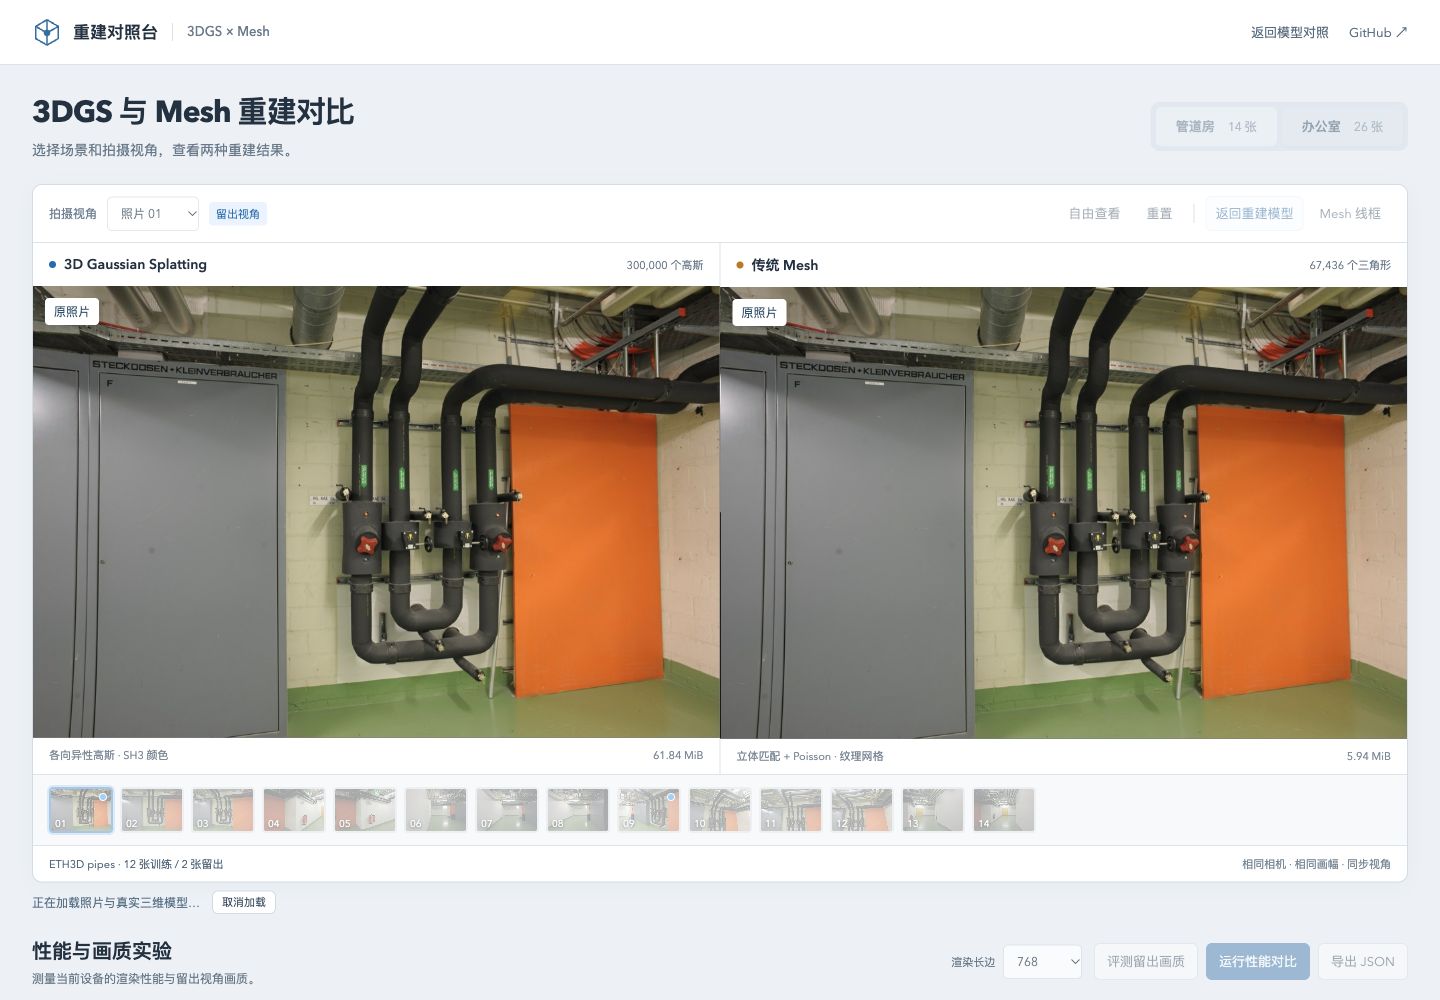 重建对照台
3DGS × Mesh
返回模型对照
GitHub ↗
3DGS 与 Mesh 重建对比
选择场景和拍摄视角，查看两种重建结果。
管道房 14 张
办公室 26 张
拍摄视角
照片 01
留出视角
自由查看
重置
返回重建模型
Mesh 线框
3D Gaussian Splatting
300,000 个高斯
传统 Mesh
67,436 个三角形
原照片
STECKDOSEN+KLEINVERBRAUCHER
F
原照片
STECKDOSEN+KLEINVERBRAUCHER
F
各向异性高斯 · SH3 颜色
61.84 MiB
立体匹配 + Poisson · 纹理网格
5.94 MiB
01
02
03
04
05
06
07
08
09
10
11
12
13
14
ETH3D pipes · 12 张训练 / 2 张留出
相同相机 · 相同画幅 · 同步视角
正在加载照片与真实三维模型...
取消加载
性能与画质实验
测量当前设备的渲染性能与留出视角画质。
渲染长边
768
评测留出画质
运行性能对比
导出 JSON